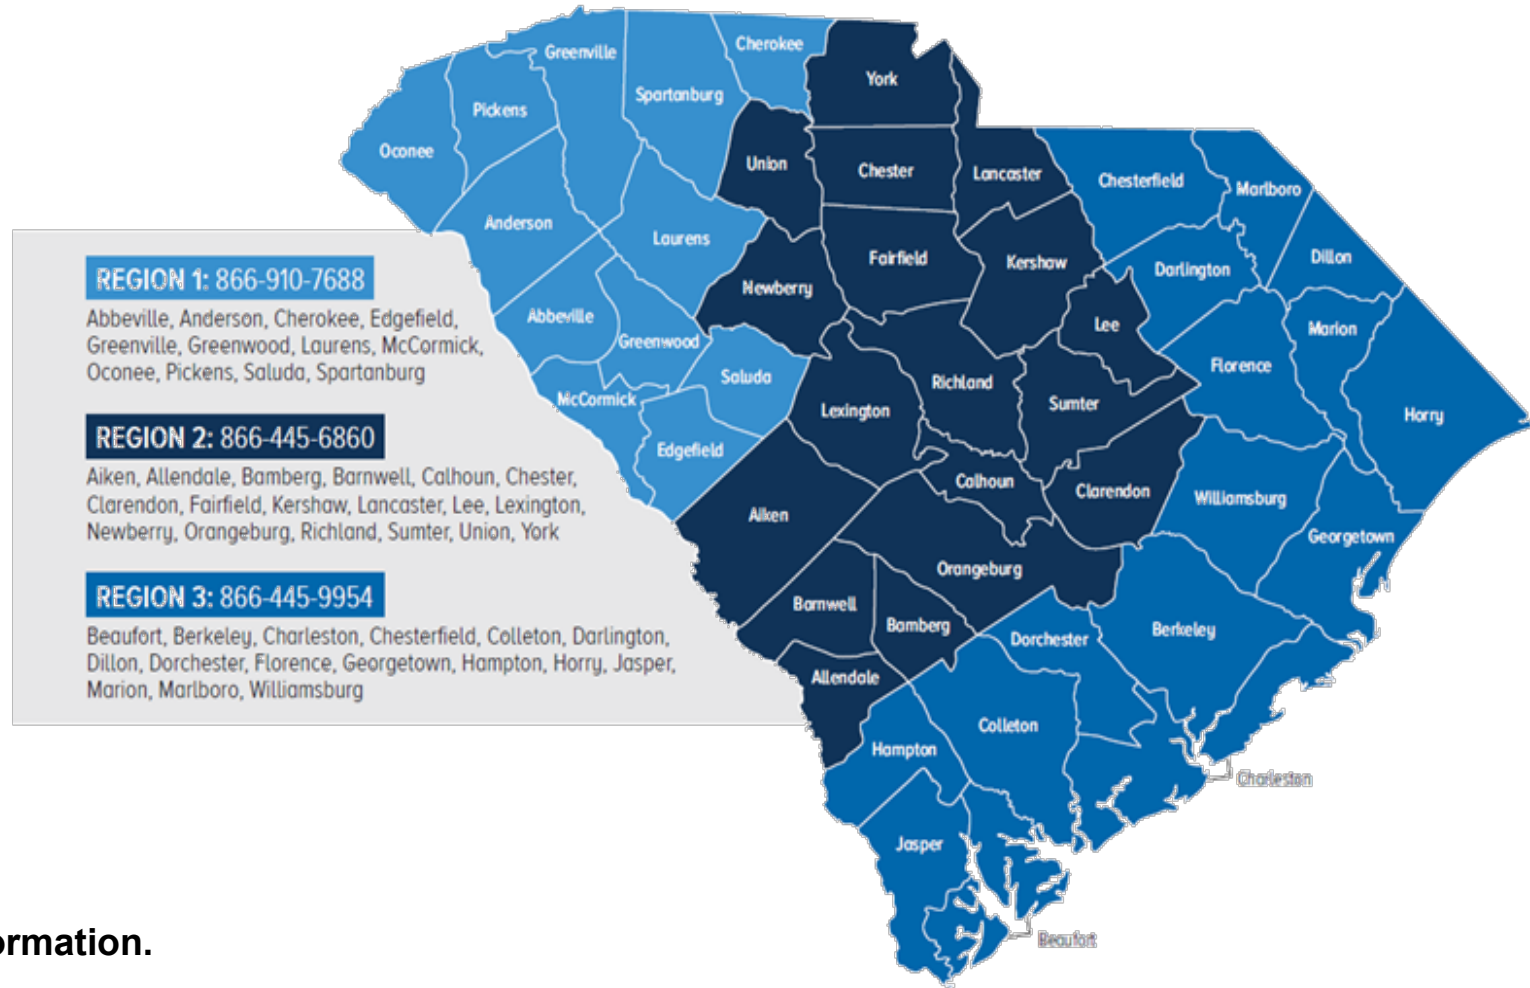 Greenville
Cherokee
York
Spartanburg
Pickens
Oconee
Union
Chester
Lancaster
Chesterfield
Marlboro
Anderson
Laurens
Fairfield
Kershaw
Darlington
Dillon
Newberry
Abbeville
Greenwood
Lee
Marion
Saluda
Richland
Florence
McCormick
Lexington
Sumter
Horry
Edgefield
Calhoun
Clarendon
Williamsburg
Aiken
Georgetown
Orangeburg
Barnwell
Bamberg
Dorchester
Berkeley
Allendale
Colleton
Hampton
Charleston
Jasper
Beaufort
REGION 1: 866-910-7688
Abbeville, Anderson, Cherokee, Edgefield,
Greenville, Greenwood, Laurens, McCormick,
Oconee, Pickens, Saluda, Spartanburg
REGION 2: 866-445-6860
Aiken, Allendale, Bamberg, Barnwell, Calhoun, Chester,
Clarendon, Fairfield, Kershaw, Lancaster, Lee, Lexington,
Newberry, Orangeburg, Richland, Sumter, Union, York
REGION 3: 866-445-9954
Beaufort, Berkeley, Charleston, Chesterfield, Colleton, Darlington,
Dillon, Dorchester, Florence, Georgetown, Hampton, Horry, Jasper,
Marion, Marlboro, Williamsburg
ormation.